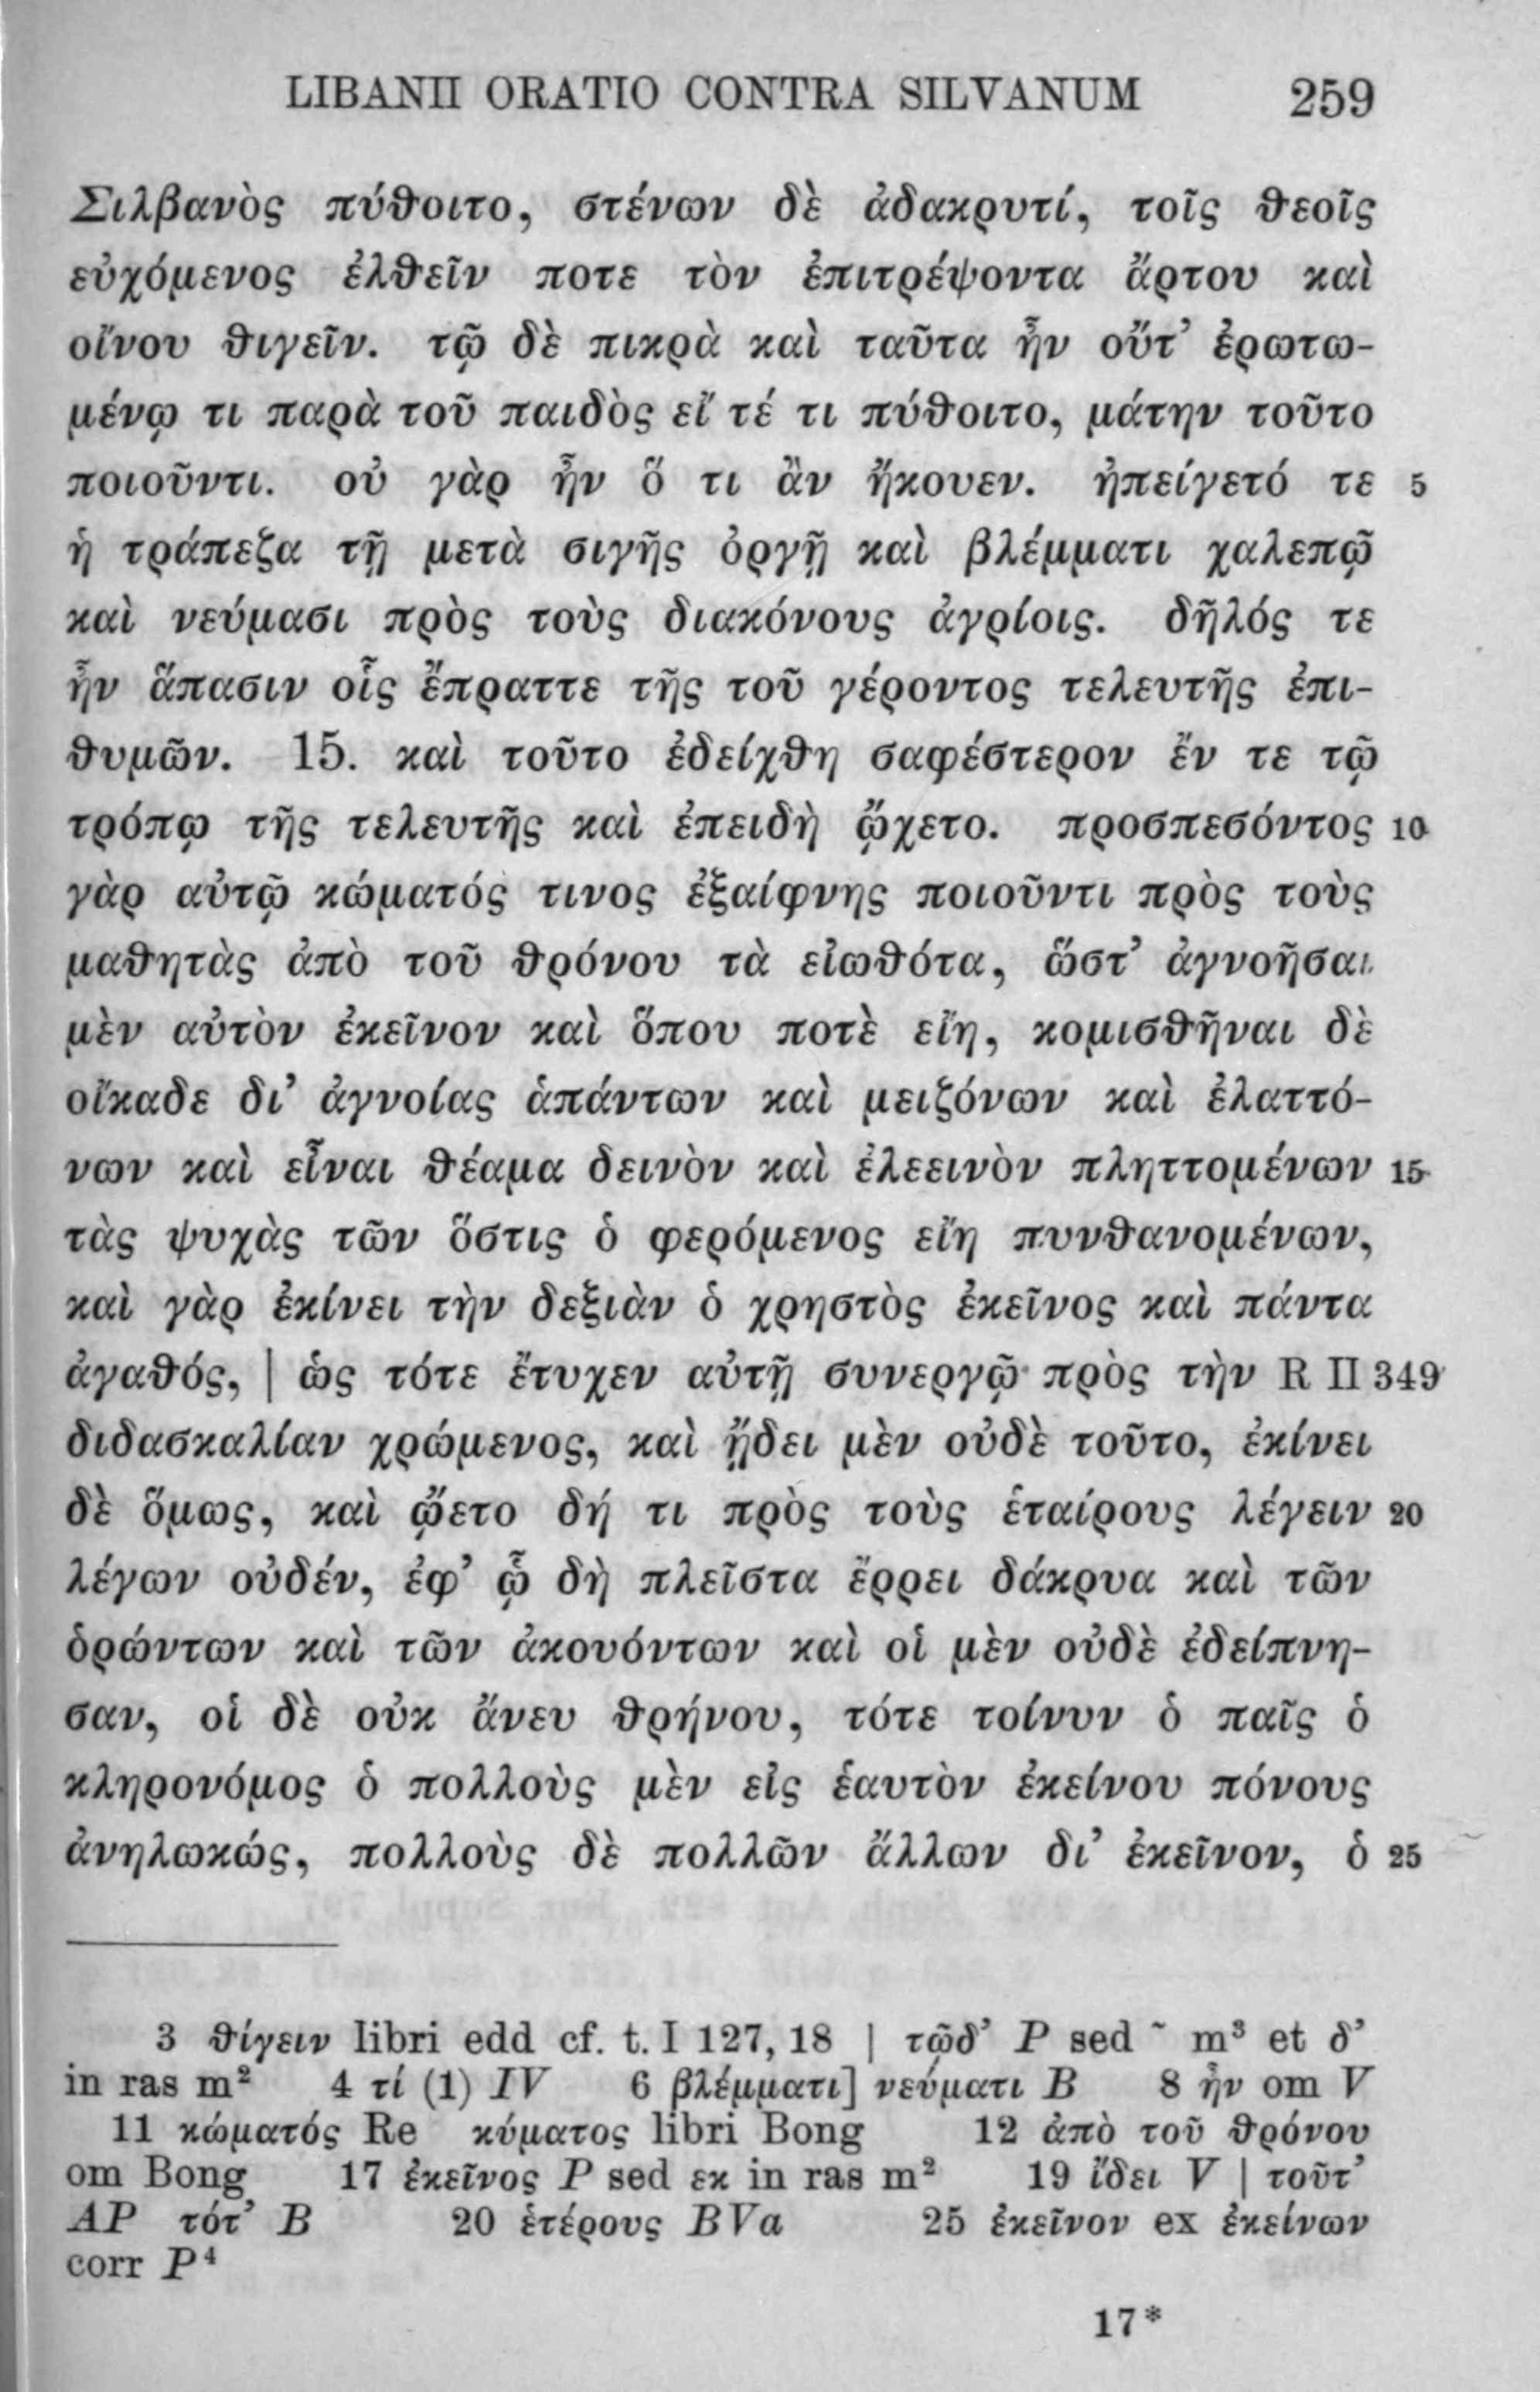 LIBANII ORATIO CONTRA SILVANUM 259
Σιλβανὸς πύθοιτο, στένων δὲ ἀδακρυτί, τοῖς θεοῖς
εὐχόμενος ἐλθεῖν ποτε τὸν ἐπιτρέψοντα ἄρτου καὶ
οἴνου θιγεῖν. τῷ δὲ πικρὰ καὶ ταῦτα ἦν οὔτ’ ἐρωτω-
μένῳ τι παρὰ τοῦ παιδὸς εἴ τέ τι πύθοιτο, μάτην τοῦτο
ποιοῦντι. οὐ γὰρ ἦν ὅ τι ἂν ἤκουεν. ἠπείγετό τε 5
ἡ τράπεζα τῇ μετὰ σιγῆς ὀργῇ καὶ βλέμματι χαλεπῷ
καὶ νεύμασι πρὸς τοὺς διακόνους ἀγρίοις. δῆλός τε
ἦν ἅπασιν οἷς ἔπραττε τῆς τοῦ γέροντος τελευτῆς ἐπι-
θυμῶν. 15. καὶ τοῦτο ἐδείχθη σαφέστερον ἔν τε τῷ
τρόπῳ τῆς τελευτῆς καὶ ἐπειδὴ ᾤχετο. προσπεσόντος 10
γὰρ αὐτῷ κώματός τινος ἐξαίφνης ποιοῦντι πρὸς τοὺς
μαθητὰς ἀπὸ τοῦ θρόνου τὰ εἰωθότα, ὥστ’ ἀγνοῆσαι
μὲν αὐτὸν ἐκεῖνον καὶ ὅπου ποτὲ εἴη, κομισθῆναι δὲ
οἴκαδε δι’ ἀγνοίας ἁπάντων καὶ μειζόνων καὶ ἐλαττό-
νων καὶ εἶναι θέαμα δεινὸν καὶ ἐλεεινὸν πληττομένων 15
τὰς ψυχὰς τῶν ὅστις ὁ φερόμενος εἴη πυνθανομένων,
καὶ γὰρ ἐκίνει τὴν δεξιὰν ὁ χρηστὸς ἐκεῖνος καὶ πάντα
ἀγαθός, | ὡς τότε ἔτυχεν αὐτῇ συνεργῷ πρὸς τὴν R II 349
διδασκαλίαν χρώμενος, καὶ ᾔδει μὲν οὐδὲ τοῦτο, ἐκίνει
δὲ ὅμως, καὶ ᾤετο δή τι πρὸς τοὺς ἑταίρους λέγειν 20
λέγων οὐδέν, ἐφ’ ᾧ δὴ πλεῖστα ἔρρει δάκρυα καὶ τῶν
ὁρώντων καὶ τῶν ἀκουόντων καὶ οἱ μὲν οὐδὲ ἐδείπνη-
σαν, οἱ δὲ οὐκ ἄνευ θρήνου, τότε τοίνυν ὁ παῖς ὁ
κληρονόμος ὁ πολλοὺς μὲν εἰς ἑαυτὸν ἐκείνου πόνους
ἀνηλωκώς, πολλοὺς δὲ πολλῶν ἄλλων δι’ ἐκεῖνον, ὁ 25
3 θίγειν libri edd cf. t. I 127, 18 | τῷδ’ P sed ῀ m³ et δ’
in ras m² 4 τί (1) IV 6 βλέμματι] νεύματι B 8 ἦν om V
11 κώματός Re κύματος libri Bong 12 ἀπὸ τοῦ θρόνου
om Bong 17 ἐκεῖνος P sed εκ in ras m² 19 ἴδει V | τοῦτ’
AP τότ’ B 20 ἑτέρους BVa 25 ἐκεῖνον ex ἐκείνων
corr P⁴
17*